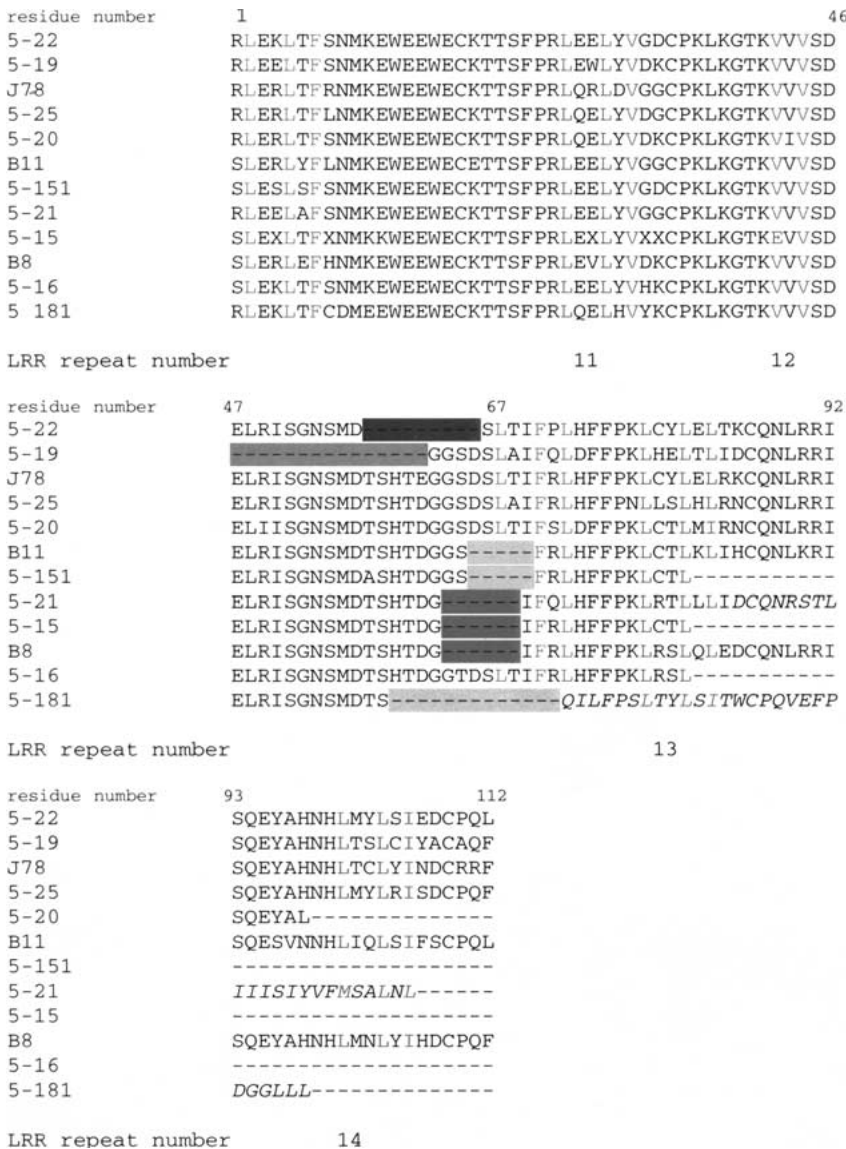 residue number 1 46
5-22 RLEKLTFSNMKEWEEWECKTTSFPRLEELYVGDCPKLKGTKVVVSD
5-19 RLEELTFSNMKEWEEWECKTTSFPRLEWLYVDKCPKLKGTKVVVSD
J78 RLERLTFRNMKEWEEWECKTTSFPRLQRLDVGGCPKLKGTKVVVSD
5-25 RLERLTFLNMKEWEEWECKTTSFPRLQELYVDGKCPKLKGTKVVVSD
5-20 RLERLTFLNMKEWEEWECKTTSFPRLQELYVDKCPKLKGTKVIVSD
B11 SLERLYFLNMKEWEEWECETTSFPRLEELYVGGCPKLKGTKVVVSD
5-151 SLESLSFSNMKEWEEWECKTTSFPRLEELYVGDCPKLKGTKVVVSD
5-21 RLEELAFSNMKEWEEWECKTTSFPRLEELYVGGCPKLKGTKVVVSD
5-15 SLEXLTFXNMKKWEEWECKTTSFPRLEXLYVXXCPKLKGTKEVVSD
B8 SLERLEFHNMKEWEEWECKTTSFPRLEVLYVDKCPKLKGTKVVVSD
5-16 SLEKLTFSNMKEWEEWECKTTSFPRLEELYVHKCPKLKGTKVVVSD
5 181 RLEKLTFCDMEEWEEWECKTTSFPRLQELHVYKCPKLKGTKVVVSD
LRR repeat number 11 12
residue number 47 67 92
5-22 ELRISGNSMD---------SLTIFPLHFFPKLCYLELTKCQNLRRI
5-19 ---------------GGSDSLAIFQLDFFPKLHELTLIDCQNLRRI
J78 ELRISGNSMDTSHTEGGSDSLTIFRLHFFPKLCYLELRKCQNLRRI
5-25 ELRISGNSMDTSHTDGGSDSLAIFRLHFFPNLLSLHLRNCQNLRRI
5-20 ELIISGNSMDTSHTDGGSDSLTIFSLDFFPKLCTLMIRNCQNLRRI
B11 ELRISGNSMDTSHTDGGS-----FRLHFFPKLCTLKLIHCQNLKRI
5-151 ELRISGNSMDASHTDGGS-----FRLHFFPKLCTL-----------
5-21 ELRISGNSMDTSHTDG------IFQLHFFPKLRTLLLIDCQNRSTL
5-15 ELRISGNSMDTSHTDG------IFRLHFFPKLCTL-----------
B8 ELRISGNSMDTSHTDG------IFRLHFFPKLRSLQLEDCQNLRRI
5-16 ELRISGNSMDTSHTDGGTDSLTIFRLHFFPKLRSL-----------
5-181 ELRISGNSMDTS-------------QILFPSLTYLSITWCPQVEFP
LRR repeat number 13
residue number 93 112
5-22 SQEYAHNHLMYLSIEDCPQL
5-19 SQEYAHNHLTSLCIYACAQF
J78 SQEYAHNHLTCLYINDCRRF
5-25 SQEYAHNHLMYLRISDCPQF
5-20 SQEYAL--------------
B11 SQESVNNHLIQLSIFSCPQL
5-151 --------------------
5-21 IIISIYVFMSALNL------
5-15 --------------------
B8 SQEYAHNHLMNLYIHDCPQF
5-16 --------------------
5-181 DGGLLL--------------
LRR repeat number 14